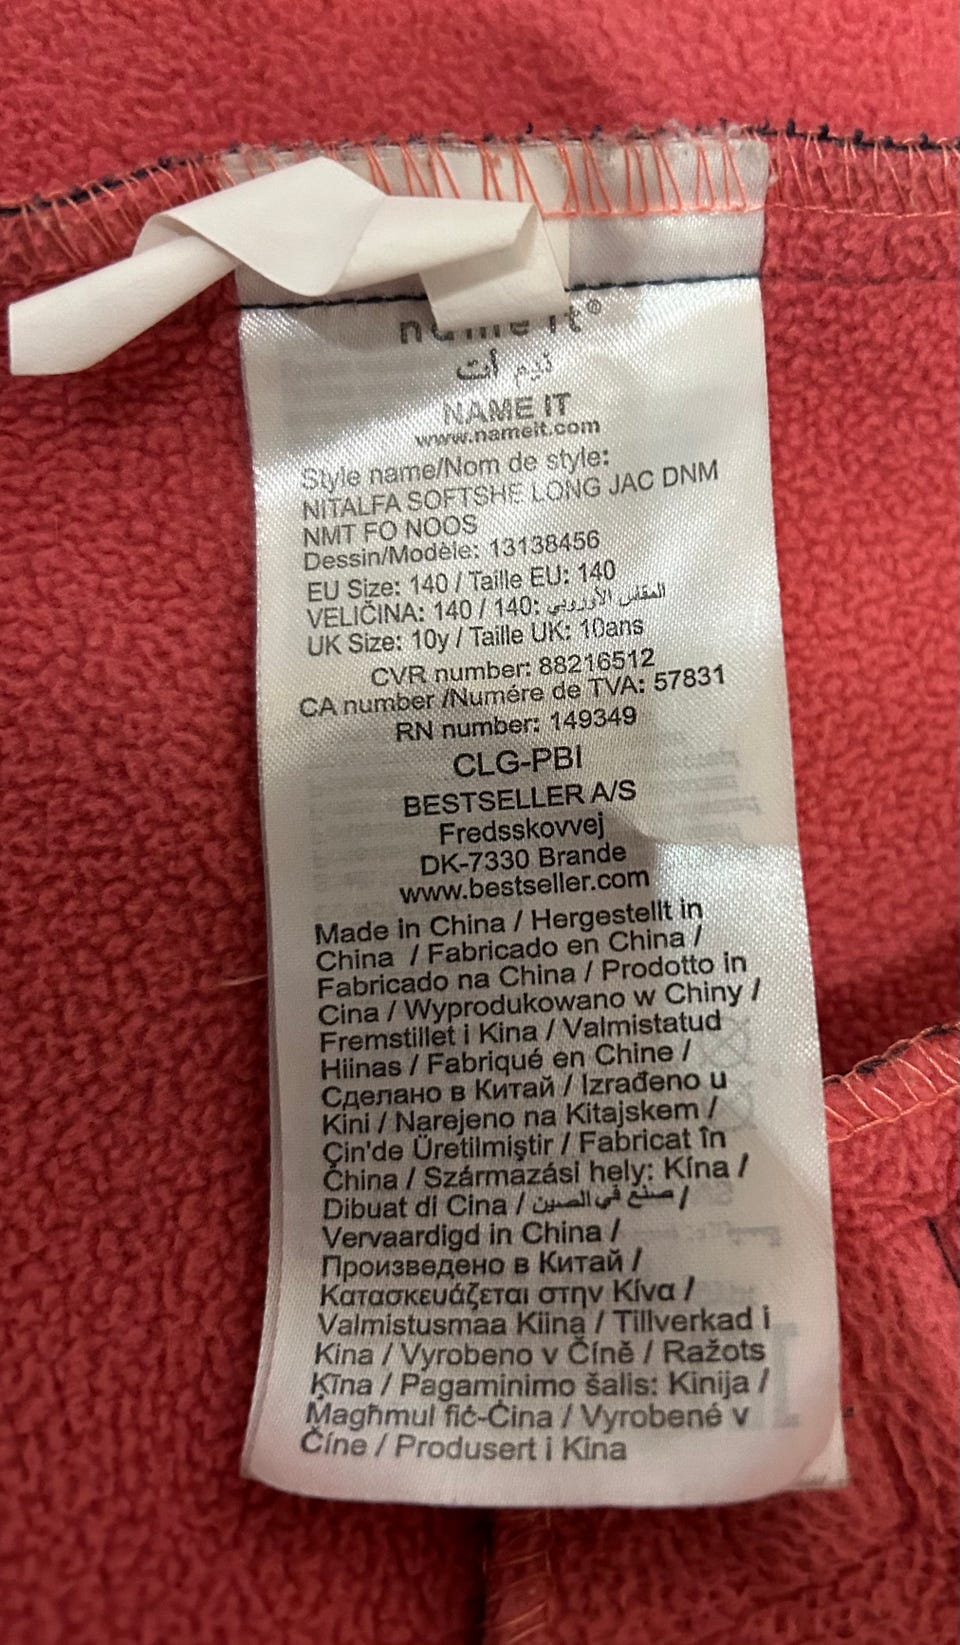 name it®
نيم أت
NAME IT
www.nameit.com
Style name/Nom de style:
NITALFA SOFTSHE LONG JAC DNM
NMT FO NOOS
Dessin/Modèle: 13138456
EU Size: 140 / Taille EU: 140
VELIČINA: 140 / 140: المقاس الأوروبي
UK Size: 10y / Taille UK: 10ans
CVR number: 88216512
CA number /Numére de TVA: 57831
RN number: 149349
CLG-PBI
BESTSELLER A/S
Fredsskovvej
DK-7330 Brande
www.bestseller.com
Made in China / Hergestellt in
China / Fabricado en China /
Fabricado na China / Prodotto in
Cina / Wyprodukowano w Chiny /
Fremstillet i Kina / Valmistatud
Hiinas / Fabriqué en Chine /
Сделано в Китай / Izrađeno u
Kini / Narejeno na Kitajskem /
Çin'de Üretilmiştir / Fabricat în
China / Származási hely: Kína /
Dibuat di Cina / صنع في الصين /
Vervaardigd in China /
Произведено в Китай /
Κατασκευάζεται στην Κίνα /
Valmistusmaa Kiina / Tillverkad i
Kina / Vyrobeno v Číně / Ražots
Ķīna / Pagaminimo šalis: Kinija /
Magħmul fiċ-Ċina / Vyrobené v
Číne / Produsert i Kina